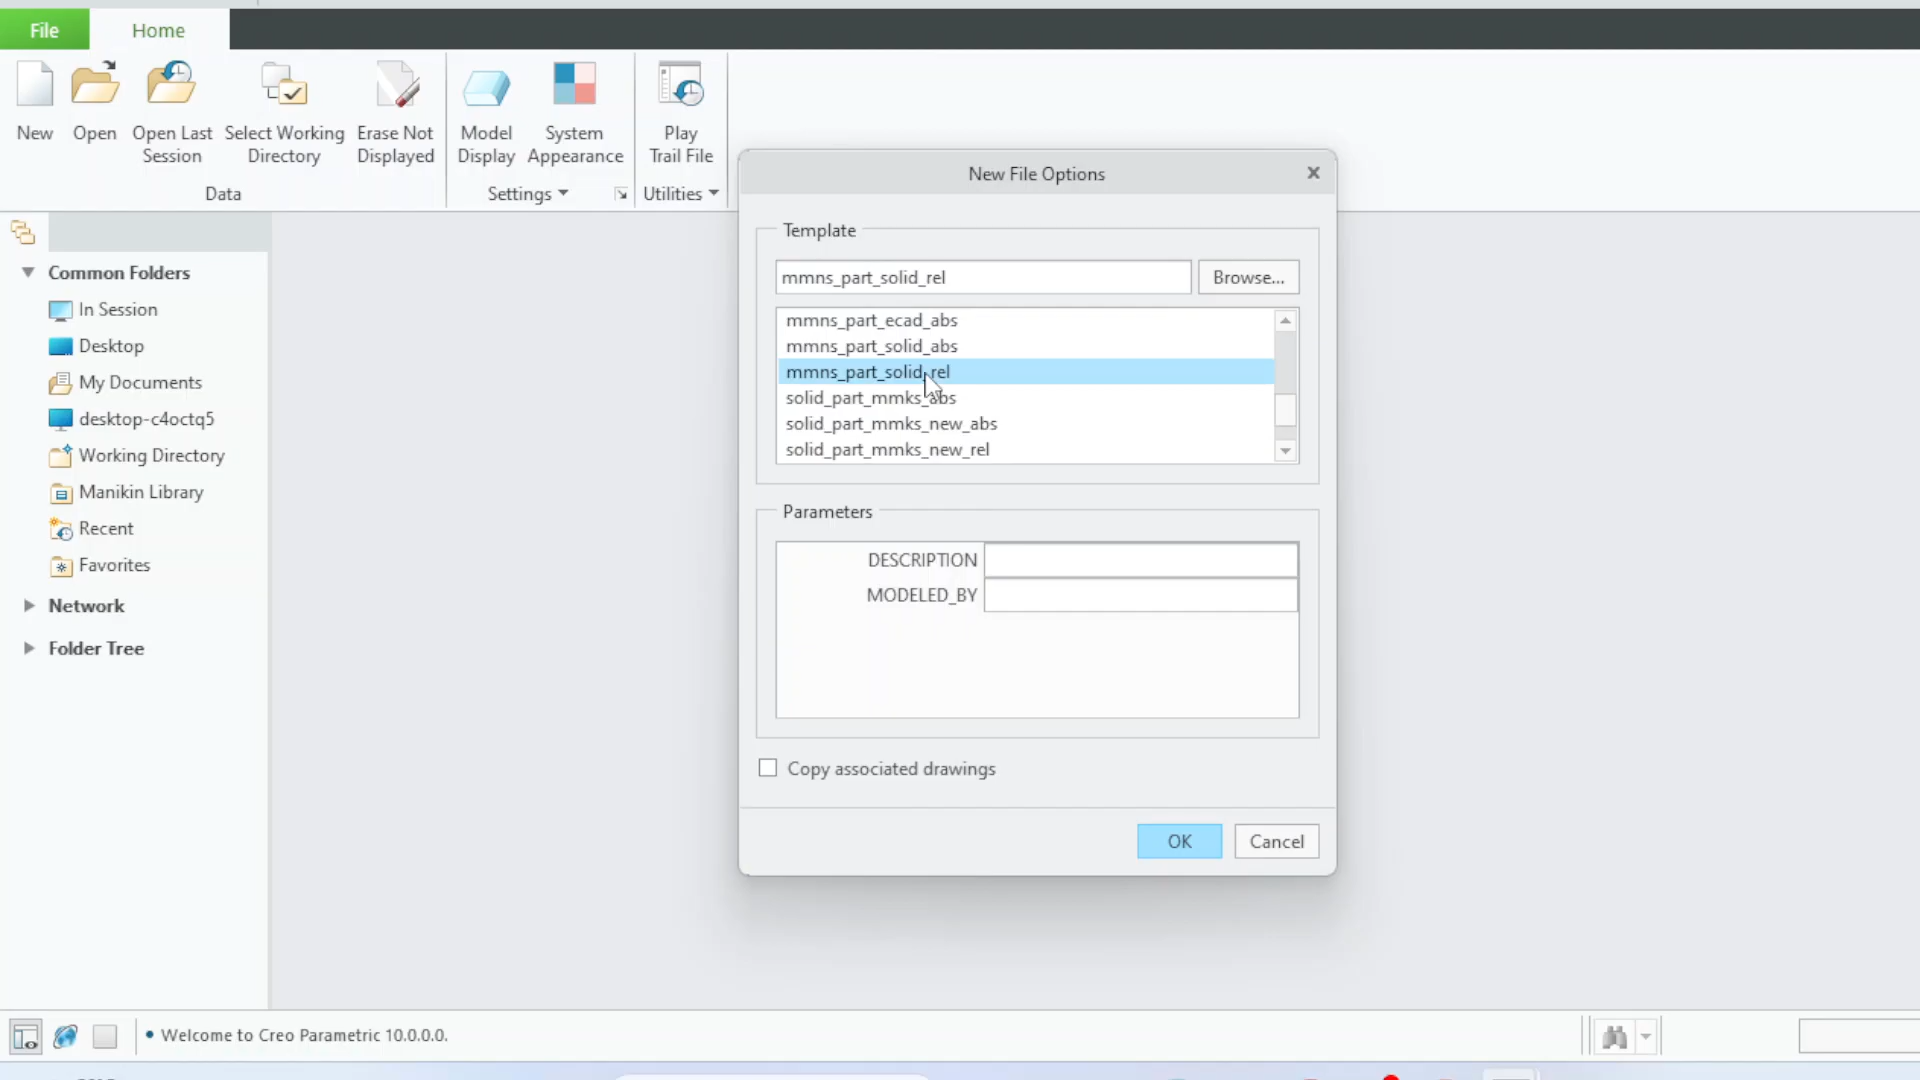 File
Home
New
Open
Open Last
Session
Select Working
Directory
Erase Not
Displayed
Model
Display
System
Appearance
Play
Trail File
Data
Settings
Utilities
New File Options
Template
mmns_part_solid_rel
Browse...
mmns_part_ecad_abs
mmns_part_solid_abs
mmns_part_solid_rel
solid_part_mmks_abs
solid_part_mmks_new_abs
solid_part_mmks_new_rel
Parameters
DESCRIPTION
MODELED_BY
Copy associated drawings
OK
Cancel
Common Folders
In Session
Desktop
My Documents
desktop-c4octq5
Working Directory
Manikin Library
Recent
Favorites
Network
Folder Tree
• Welcome to Creo Parametric 10.0.0.0.